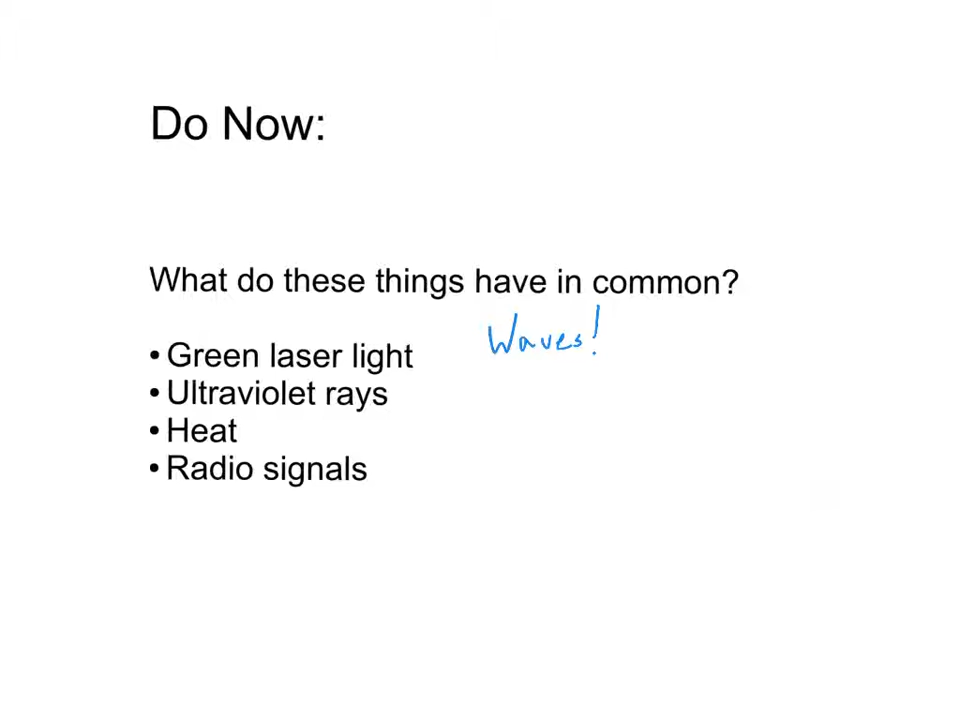 Do Now:
What do these things have in common?
Waves!
• Green laser light
• Ultraviolet rays
• Heat
• Radio signals